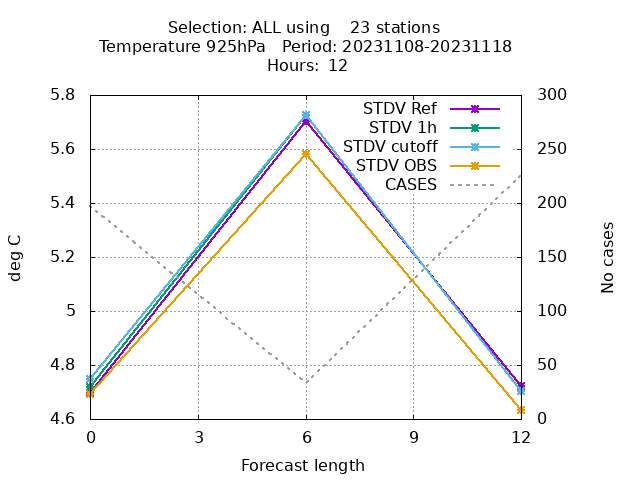 Selection: ALL using    23 stations
Temperature 925hPa   Period: 20231108-20231118
Hours:  12
STDV Ref
STDV 1h
STDV cutoff
STDV OBS
CASES
5.8
5.6
5.4
5.2
5
4.8
4.6
300
250
200
150
100
50
0
deg C
No cases
0 3 6 9 12
Forecast length